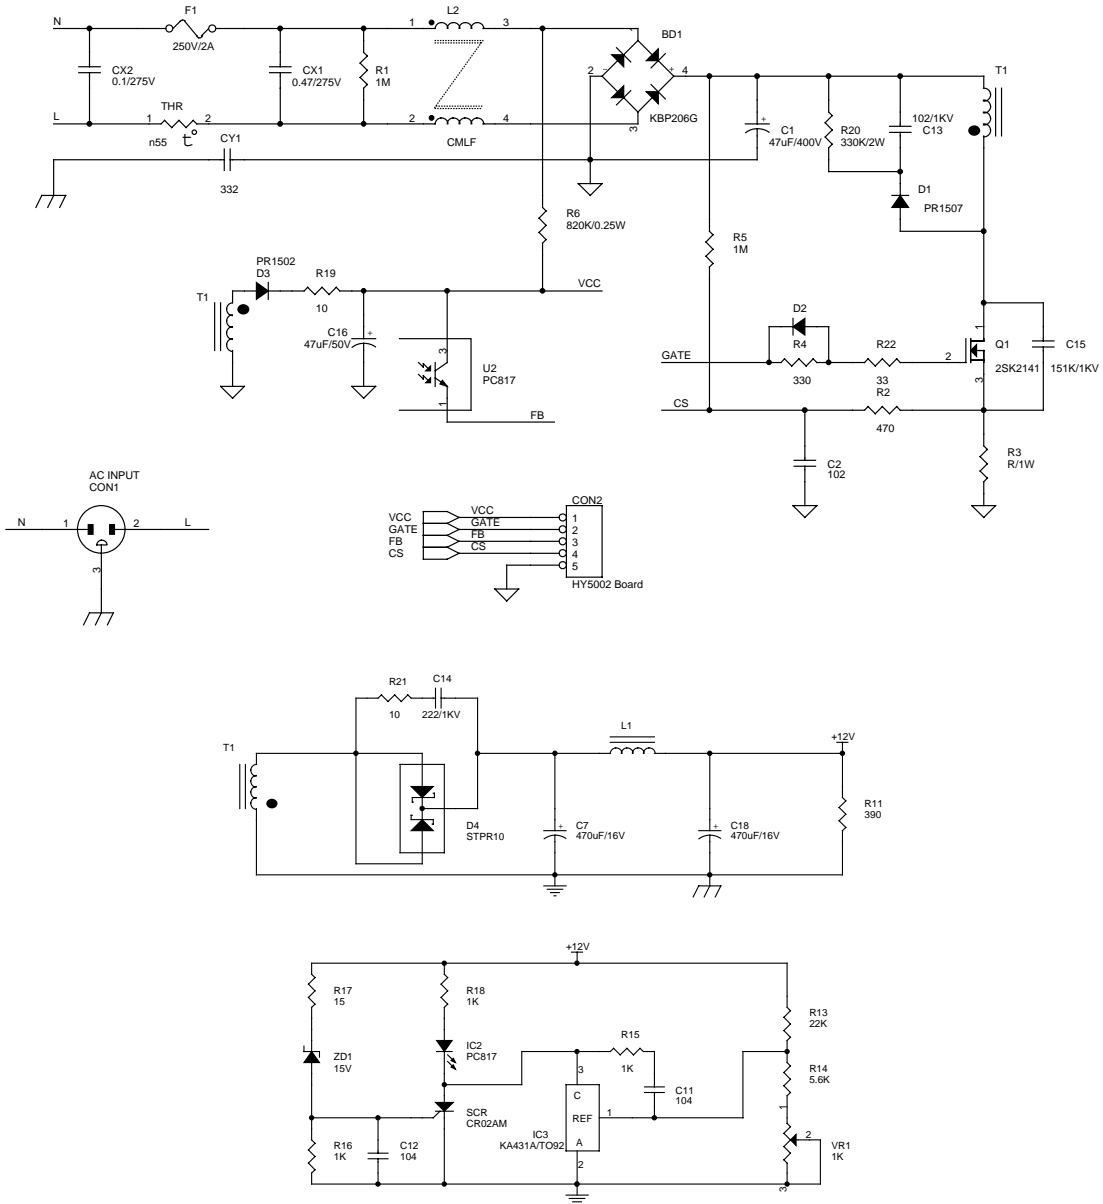 N
F1
250V/2A
CX2
0.1/275V
CX1
0.47/275V
R1
1M
1
L2
3
2
4
CMLF
BD1
1
2
-
+
4
3
KBP206G
L
THR
1
2
n55
t°
CY1
332
C1
47uF/400V
+
R20
330K/2W
102/1KV
C13
T1
D1
PR1507
R6
820K/0.25W
R5
1M
PR1502
D3
R19
10
VCC
T1
C16
47uF/50V
+
3
U2
PC817
1
FB
D2
GATE
R4
330
R22
33
2
1
Q1
2SK2141
3
C15
151K/1KV
CS
R2
470
C2
102
R3
R/1W
AC INPUT
CON1
N
1
2
L
3
CON2
VCC
VCC
1
GATE
GATE
2
FB
FB
3
CS
CS
4
5
HY5002 Board
R21
10
C14
222/1KV
T1
D4
STPR10
C7
470uF/16V
+
L1
C18
470uF/16V
+
+12V
R11
390
+12V
R17
15
R18
1K
R13
22K
ZD1
15V
IC2
PC817
R15
1K
R14
5.6K
C11
104
3
C
REF
1
A
2
IC3
KA431A/TO92
SCR
CR02AM
R16
1K
C12
104
1
2
VR1
1K
3